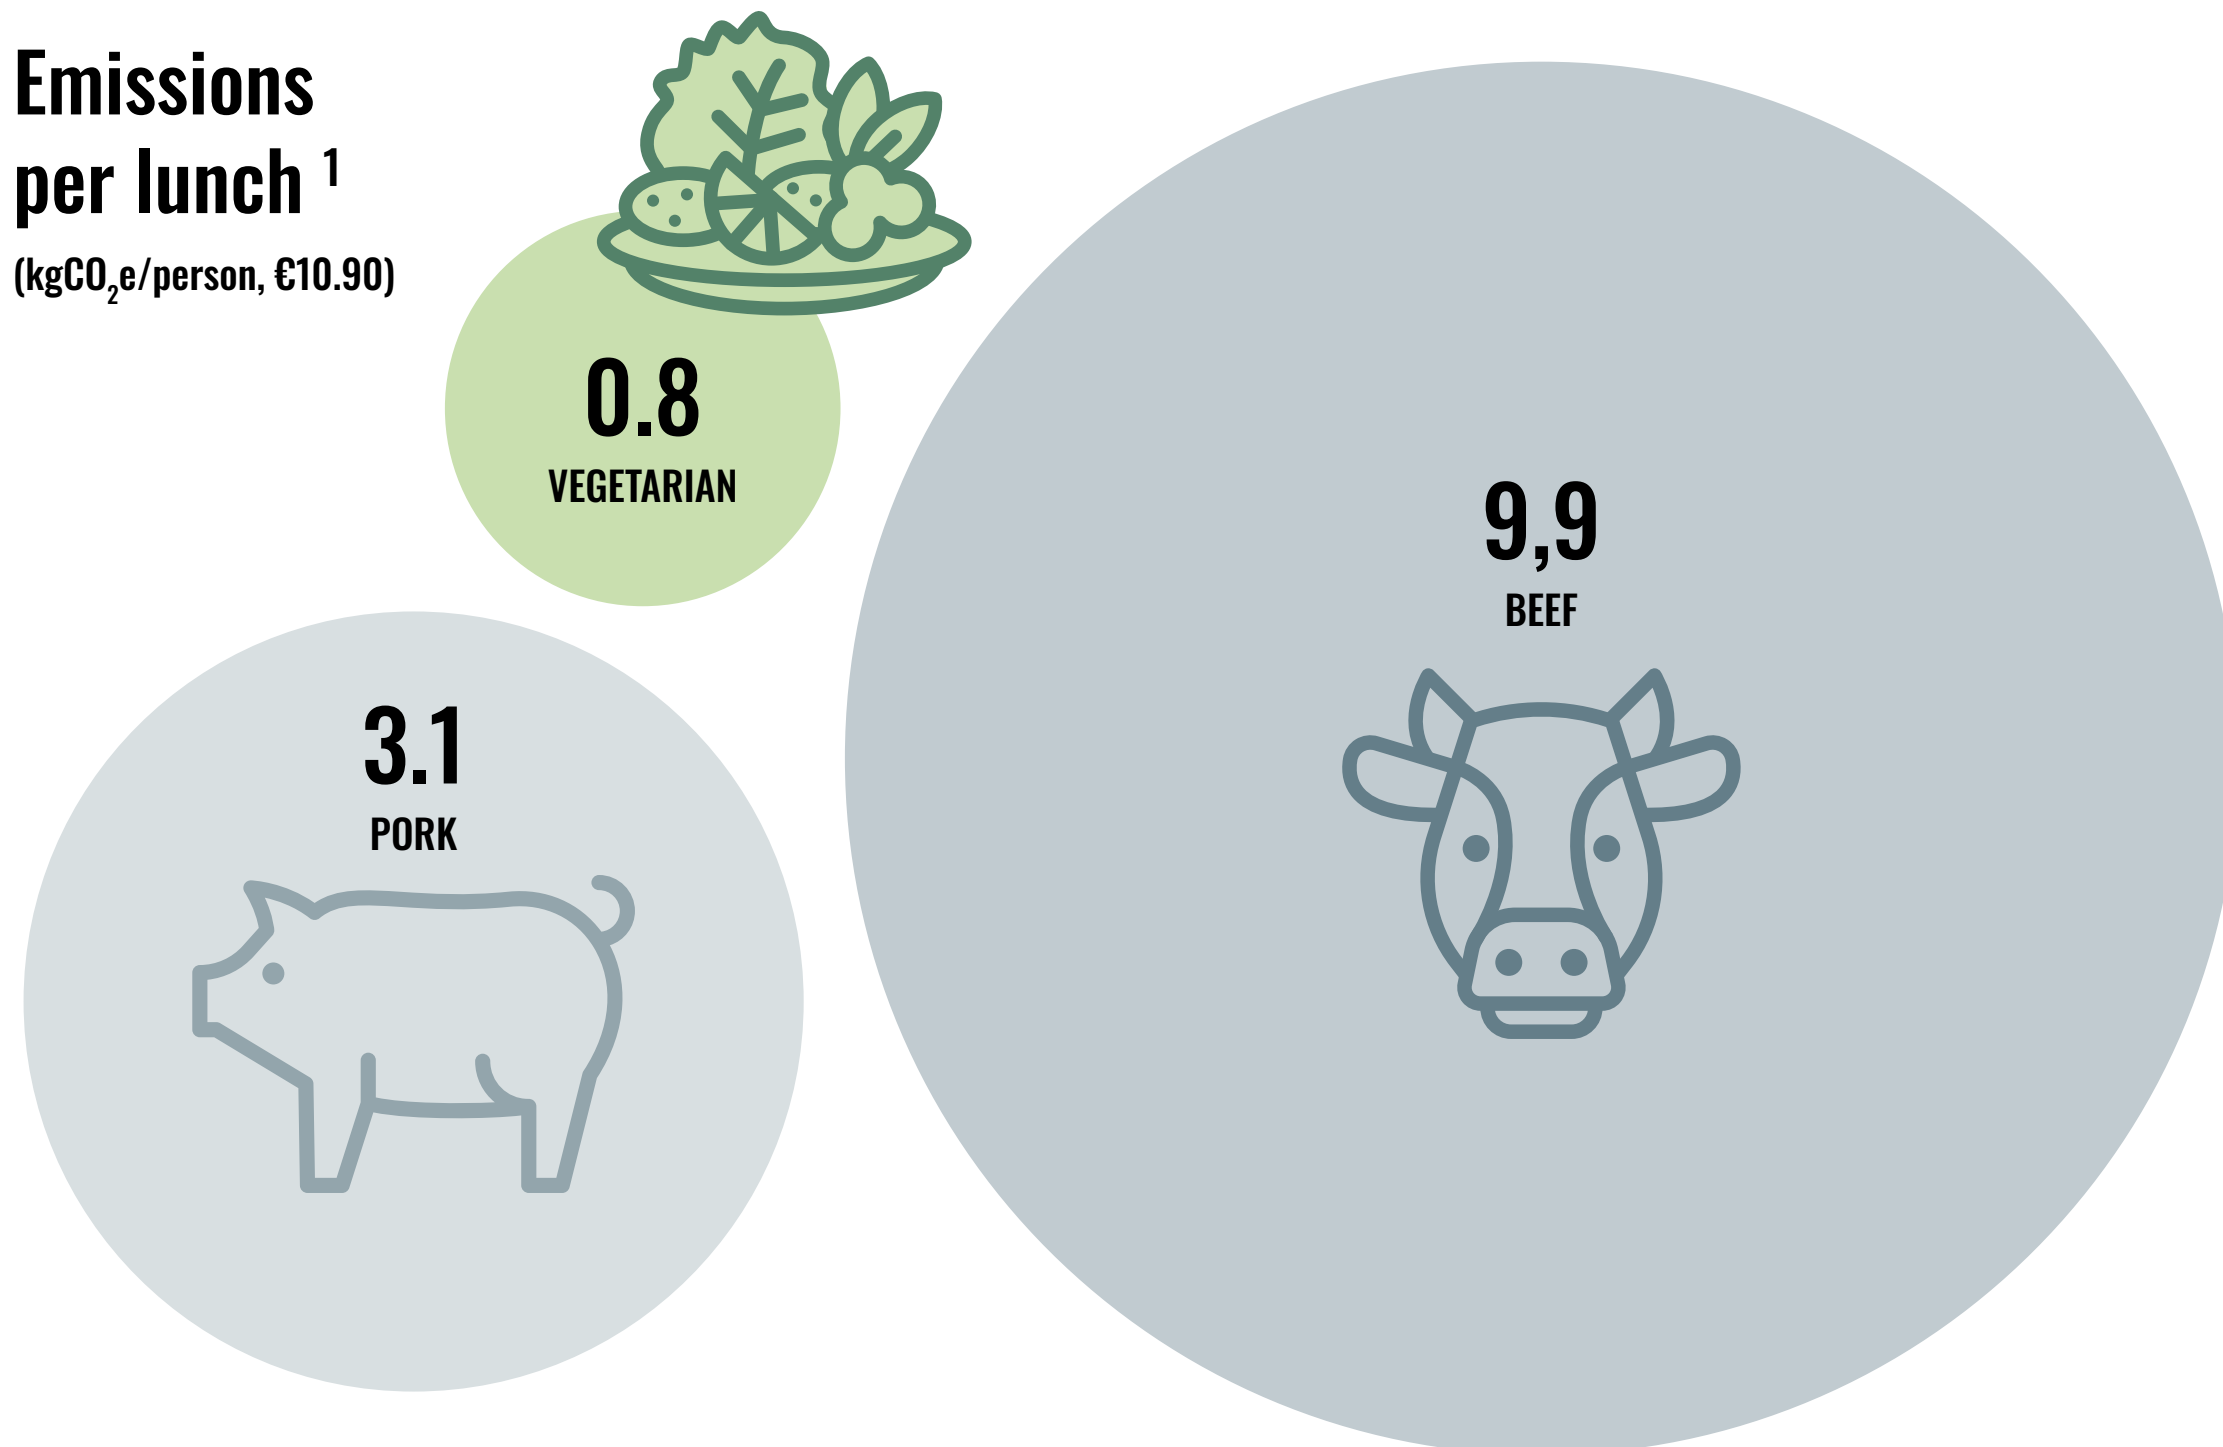 Emissions
per lunch ¹
(kgCO₂e/person, €10.90)
0.8
VEGETARIAN
9,9
BEEF
3.1
PORK